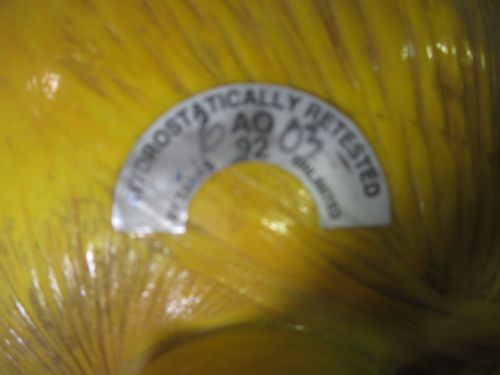 HYDROSTATICALLY RETESTED
6 AO 03
92
UNLIMITED